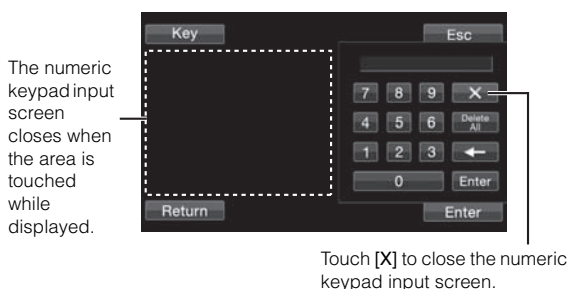 Key
Esc
The numeric
keypad input
screen
closes when
the area is
touched
while
displayed.
7 8 9 X
4 5 6 Delete All
1 2 3 ←
0 Enter
Return
Enter
Touch [X] to close the numeric
keypad input screen.